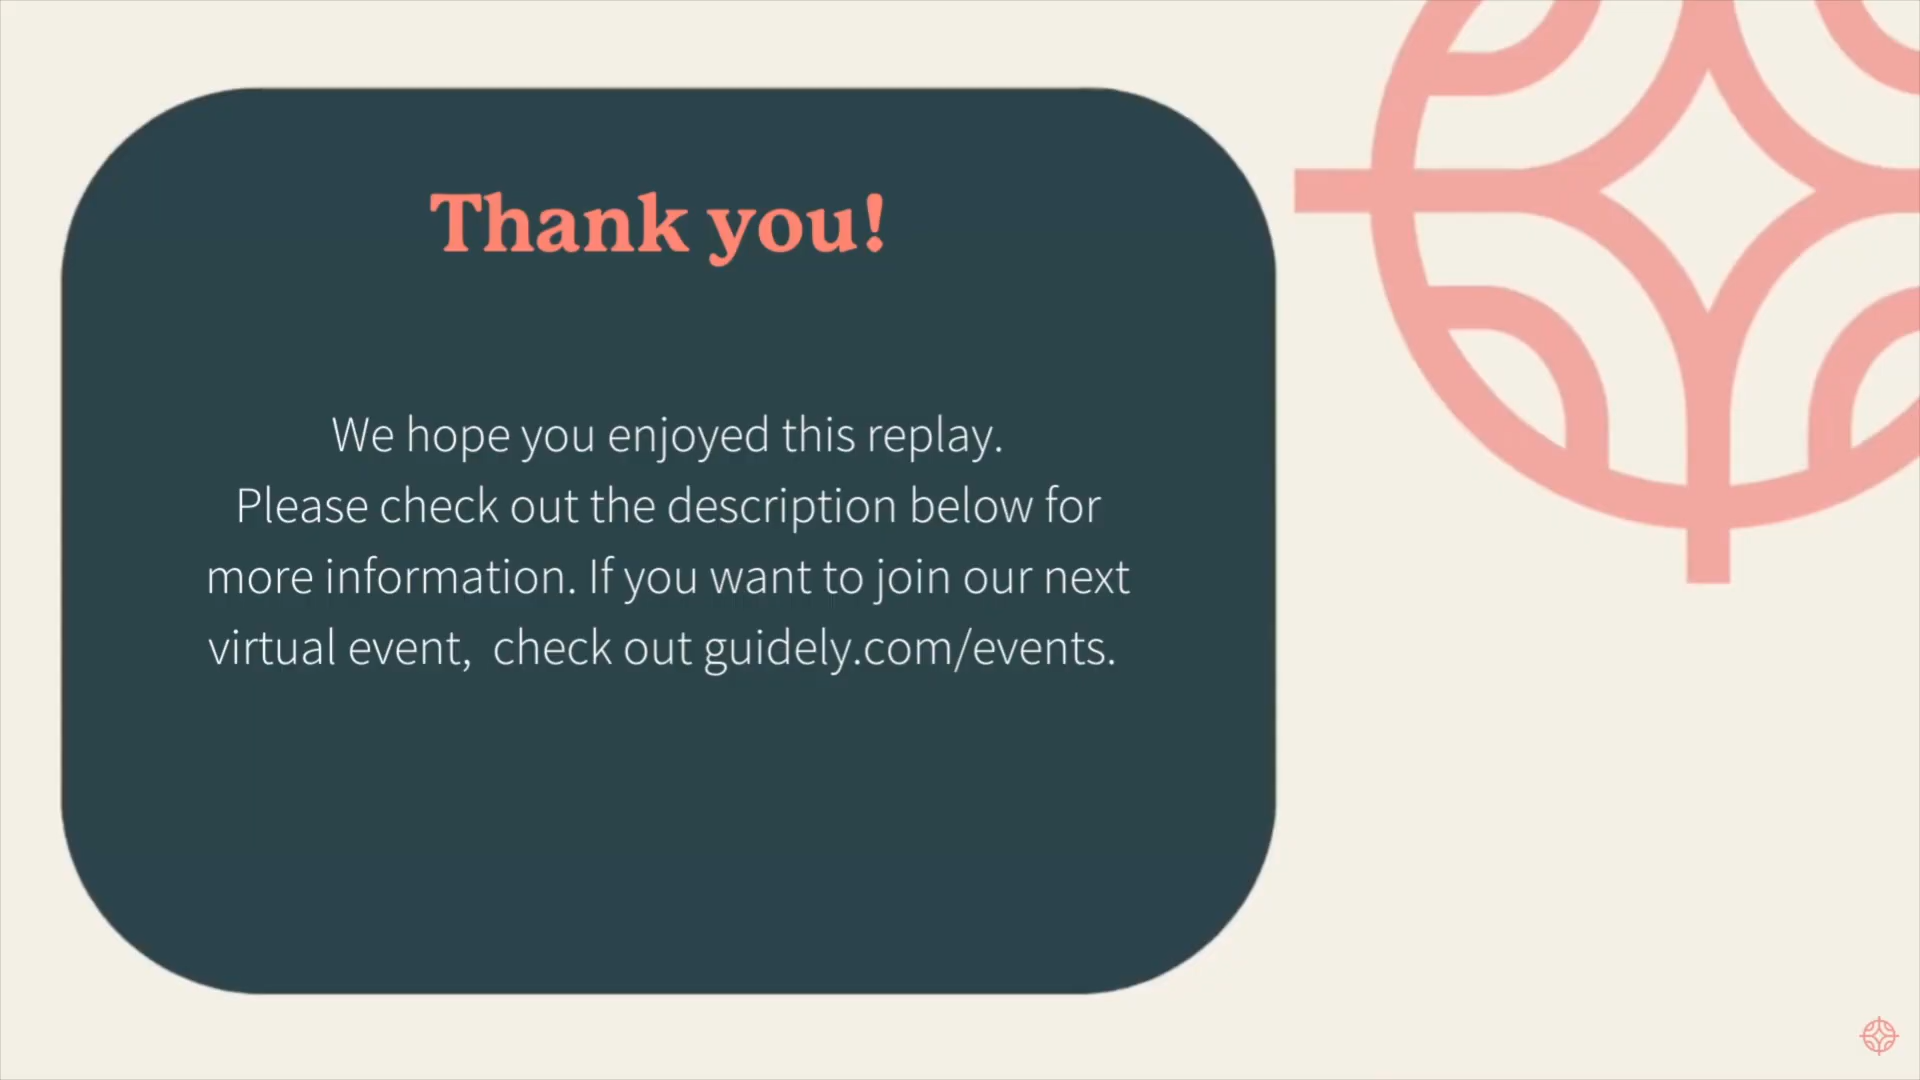 Thank you!
We hope you enjoyed this replay.
Please check out the description below for
more information. If you want to join our next
virtual event,  check out guidely.com/events.